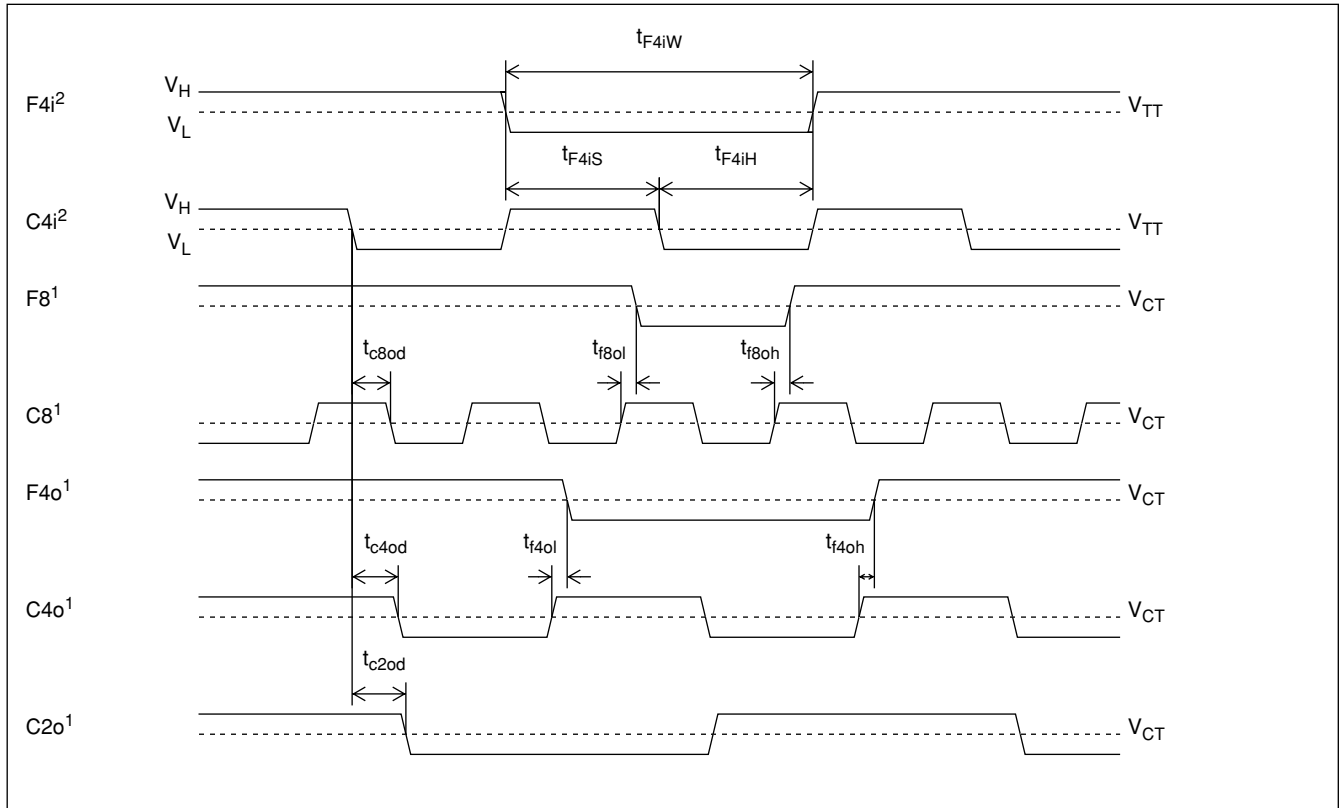 tF4iW
F4i² VH VL VTT
tF4iS tF4iH
C4i² VH VL VTT
F8¹ VCT
tc8od tf8ol tf8oh
C8¹ VCT
F4o¹ VCT
tc4od tf4ol tf4oh
C4o¹ VCT
tc2od
C2o¹ VCT